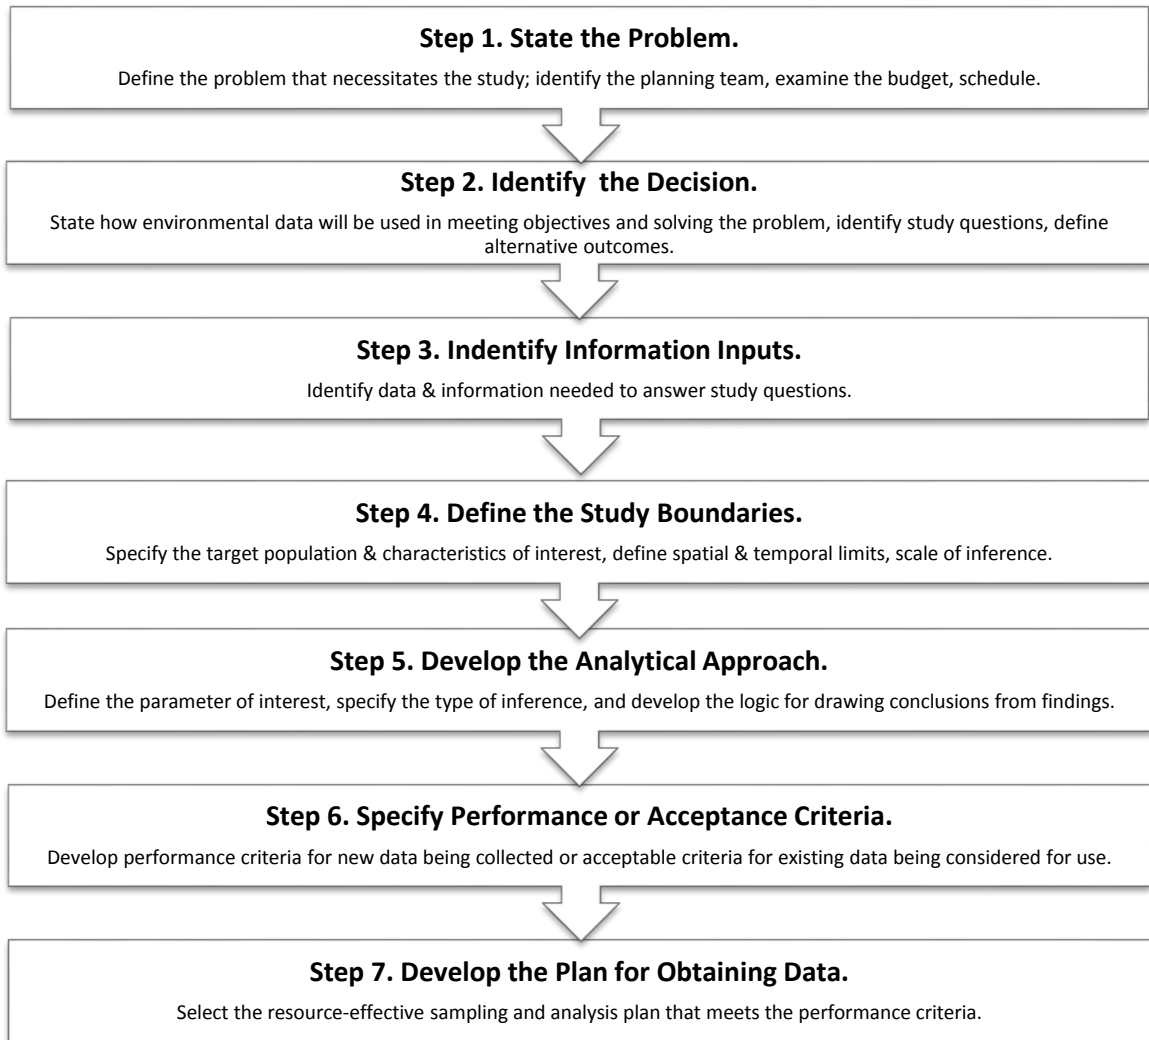 Step 1. State the Problem.
Define the problem that necessitates the study; identify the planning team, examine the budget, schedule.
Step 2. Identify  the Decision.
State how environmental data will be used in meeting objectives and solving the problem, identify study questions, define
alternative outcomes.
Step 3. Indentify Information Inputs.
Identify data & information needed to answer study questions.
Step 4. Define the Study Boundaries.
Specify the target population & characteristics of interest, define spatial & temporal limits, scale of inference.
Step 5. Develop the Analytical Approach.
Define the parameter of interest, specify the type of inference, and develop the logic for drawing conclusions from findings.
Step 6. Specify Performance or Acceptance Criteria.
Develop performance criteria for new data being collected or acceptable criteria for existing data being considered for use.
Step 7. Develop the Plan for Obtaining Data.
Select the resource-effective sampling and analysis plan that meets the performance criteria.